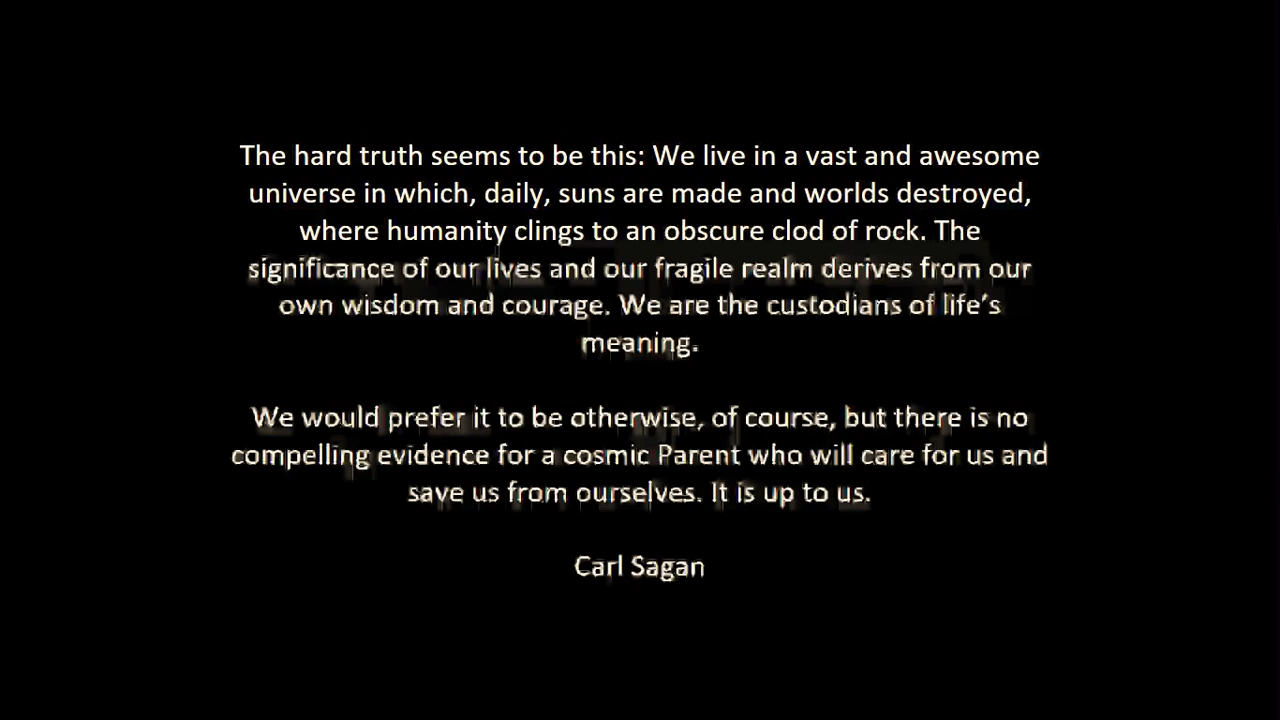 The hard truth seems to be this: We live in a vast and awesome
universe in which, daily, suns are made and worlds destroyed,
where humanity clings to an obscure clod of rock. The
significance of our lives and our fragile realm derives from our
own wisdom and courage. We are the custodians of life’s
meaning.
We would prefer it to be otherwise, of course, but there is no
compelling evidence for a cosmic Parent who will care for us and
save us from ourselves. It is up to us.
Carl Sagan